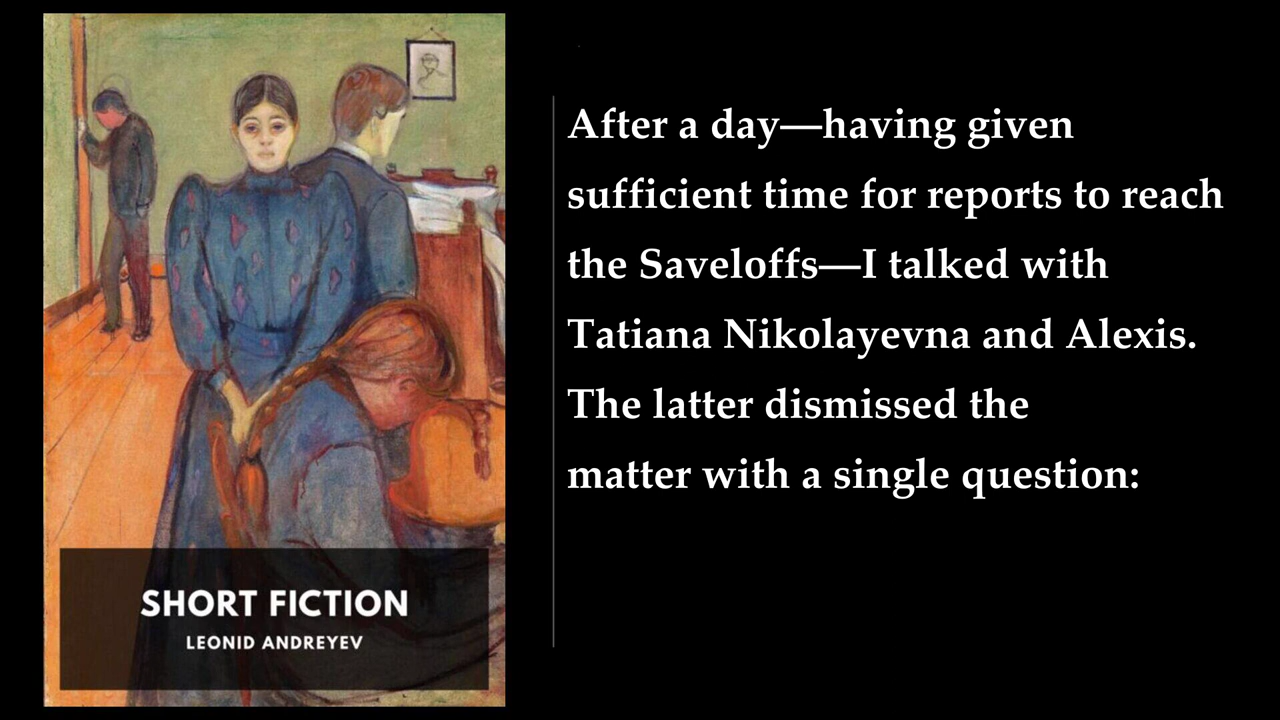 After a day—having given
sufficient time for reports to reach
the Saveloffs—I talked with
Tatiana Nikolayevna and Alexis.
The latter dismissed the
matter with a single question:
SHORT FICTION
LEONID ANDREYEV